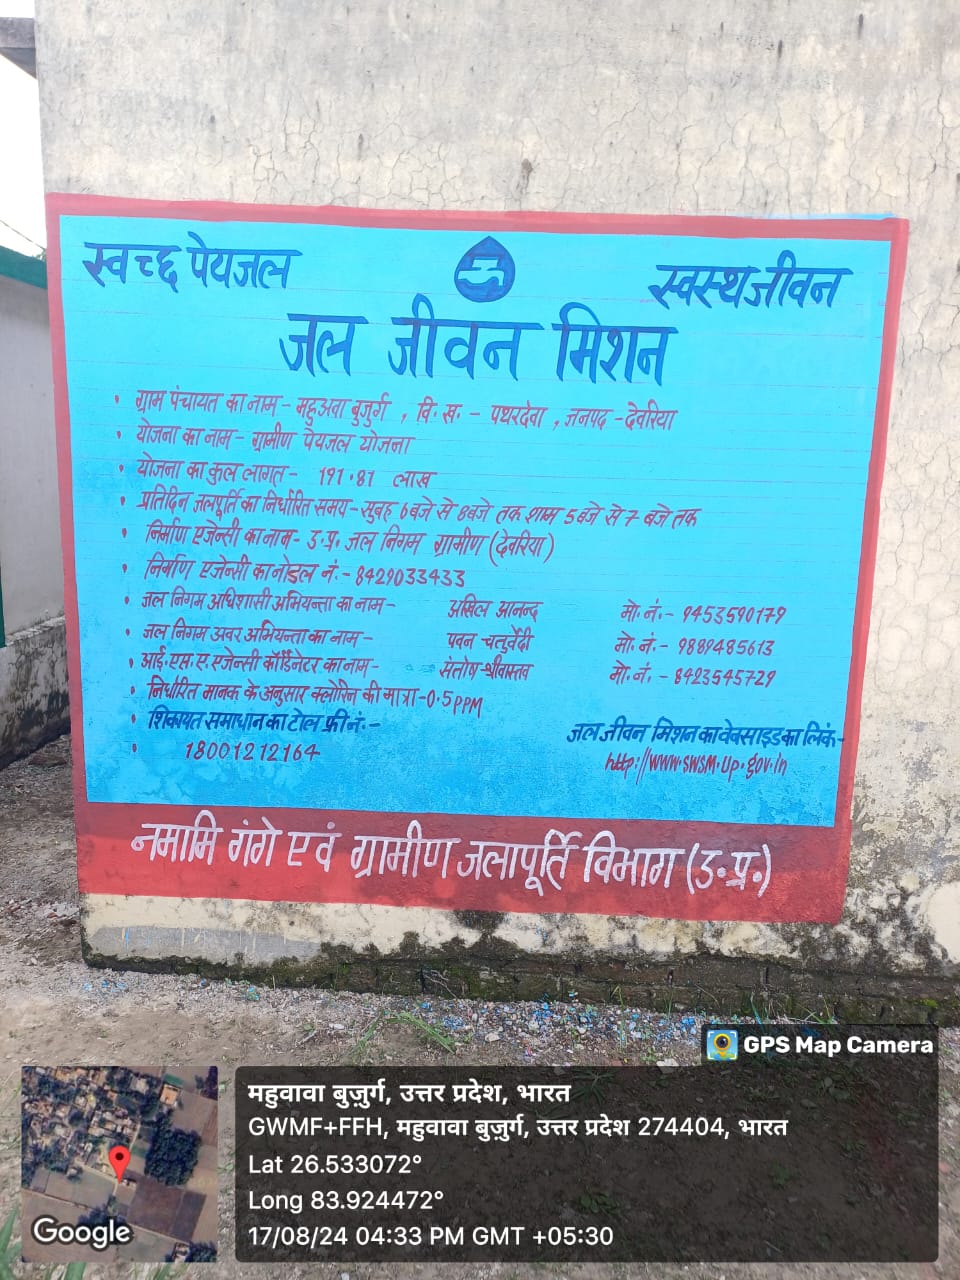 स्वच्छ पेयजल
स्वस्थ जीवन
जल जीवन मिशन
• ग्राम पंचायत का नाम - महुअवा बुजुर्ग , वि. ख. - पथरदेवा , जनपद - देवरिया
• योजना का नाम - ग्रामीण पेयजल योजना
• योजना का कुल लागत - 191.81 लाख
• प्रतिदिन जलपूर्ति का निर्धारित समय - सुबह 6 बजे से 8 बजे तक शाम 5 बजे से 7 बजे तक
• निर्माण एजेन्सी का नाम - उ.प्र. जल निगम ग्रामीण (देवरिया)
• निर्माण एजेन्सी का नोडल नं. - 8429033433
• जल निगम अधिशासी अभियन्ता का नाम - अखिल आनन्द मो. नं. - 9453590179
• जल निगम अवर अभियन्ता का नाम - पवन चतुर्वेदी मो. नं. - 9889485613
• आई.एस.ए. एजेन्सी कॉर्डिनेटर का नाम - संतोष श्रीवास्तव मो. नं. - 8423545729
• निर्धारित मानक के अनुसार क्लोरिन की मात्रा - 0.5 PPM
• शिकायत समाधान का टोल फ्री नं. -
• 18001212164
जल जीवन मिशन का वेबसाइड का लिंक -
http://www.swsm.up.gov.in
नमामि गंगे एवं ग्रामीण जलापूर्ति विभाग (उ.प्र.)
GPS Map Camera
महुवावा बुज़ुर्ग, उत्तर प्रदेश, भारत
GWMF+FFH, महुवावा बुज़ुर्ग, उत्तर प्रदेश 274404, भारत
Lat 26.533072°
Long 83.924472°
17/08/24 04:33 PM GMT +05:30
Google